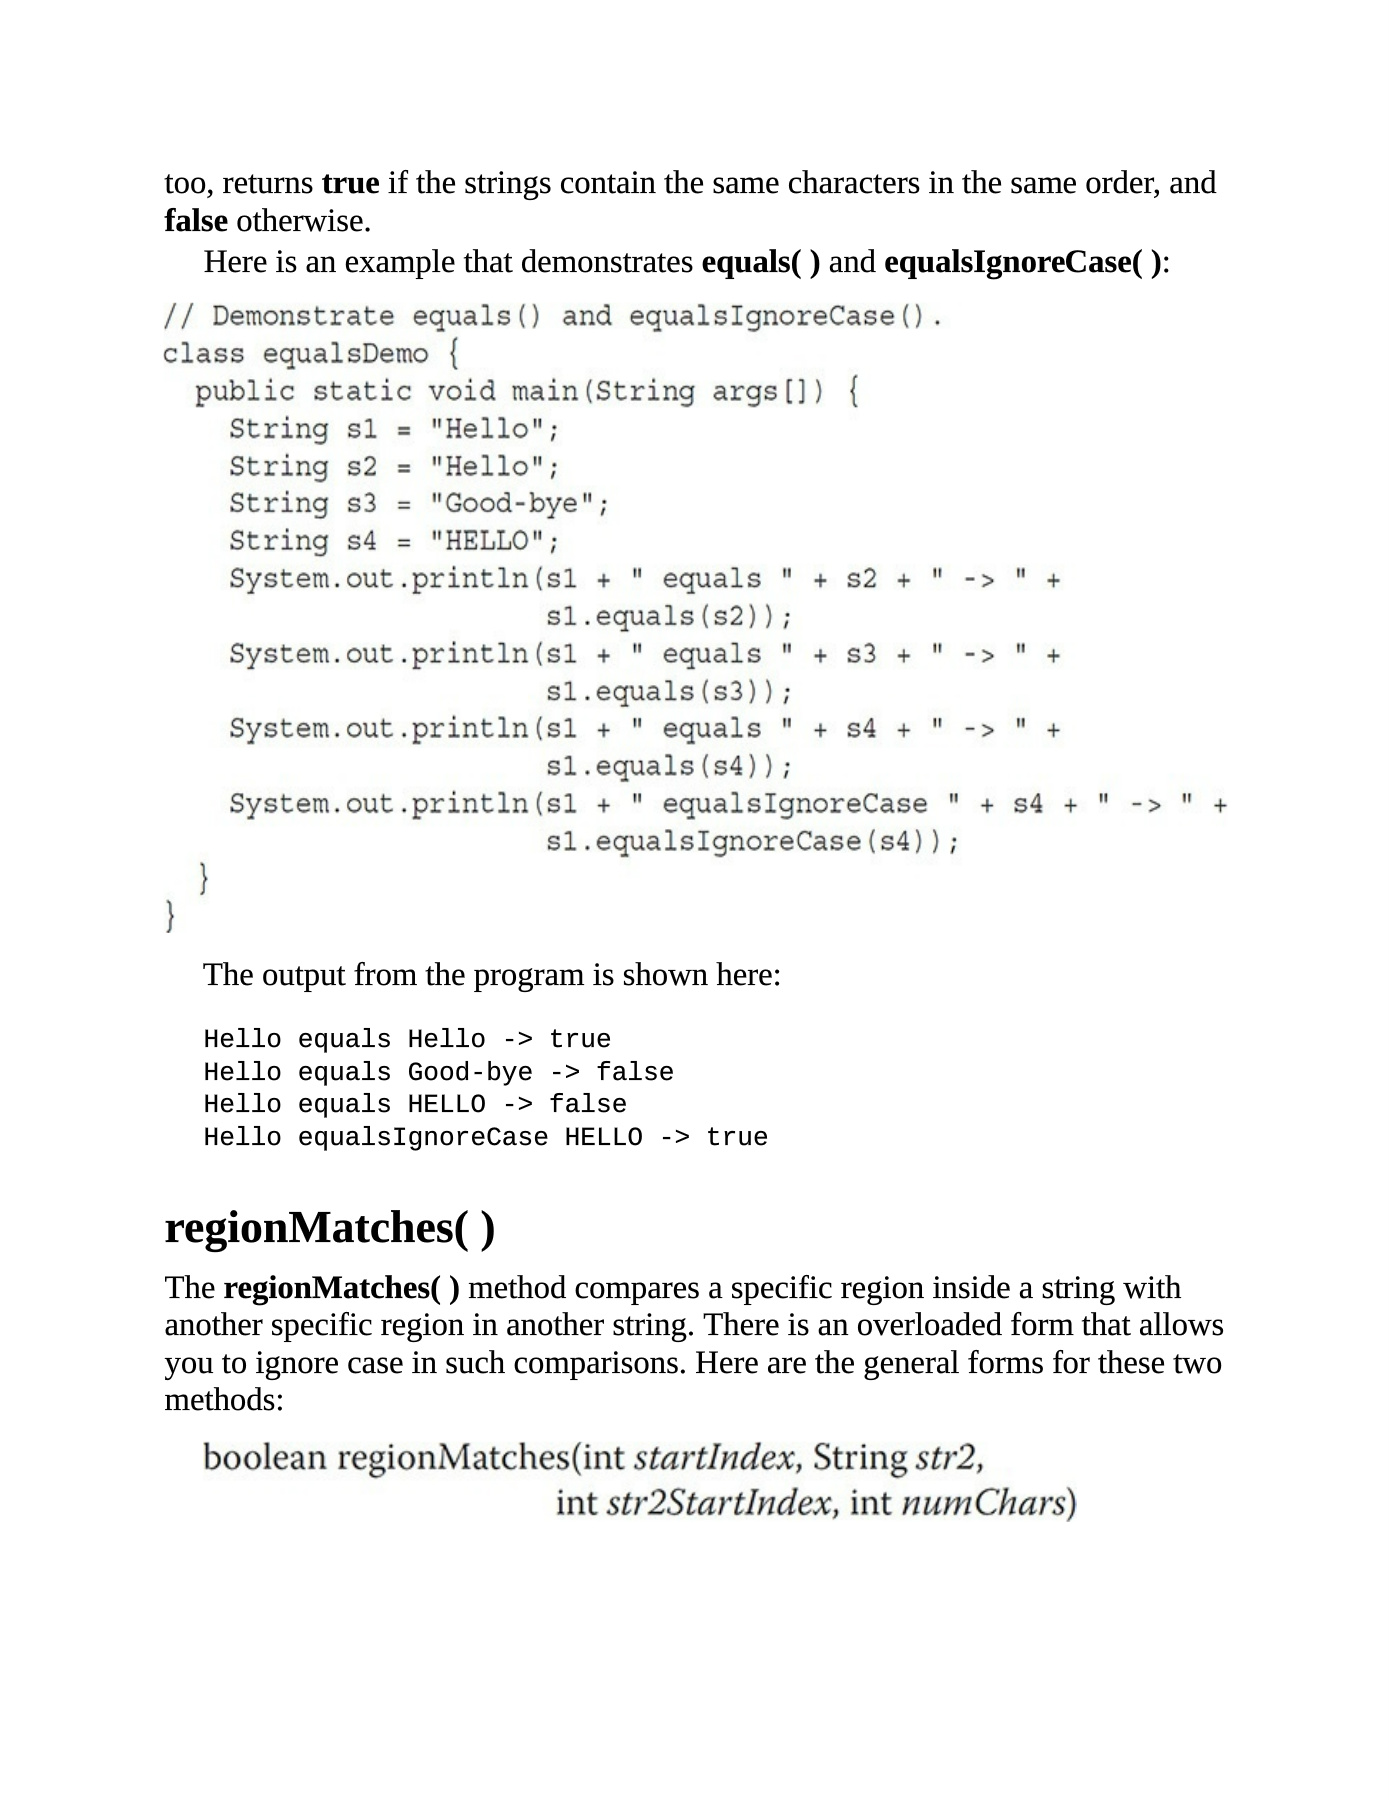 too, returns true if the strings contain the same characters in the same order, and
false otherwise.
Here is an example that demonstrates equals( ) and equalsIgnoreCase( ):
// Demonstrate equals() and equalsIgnoreCase().
class equalsDemo {
  public static void main(String args[]) {
    String s1 = "Hello";
    String s2 = "Hello";
    String s3 = "Good-bye";
    String s4 = "HELLO";
    System.out.println(s1 + " equals " + s2 + " -> " +
                       s1.equals(s2));
    System.out.println(s1 + " equals " + s3 + " -> " +
                       s1.equals(s3));
    System.out.println(s1 + " equals " + s4 + " -> " +
                       s1.equals(s4));
    System.out.println(s1 + " equalsIgnoreCase " + s4 + " -> " +
                       s1.equalsIgnoreCase(s4));
  }
}
The output from the program is shown here:
Hello equals Hello -> true
Hello equals Good-bye -> false
Hello equals HELLO -> false
Hello equalsIgnoreCase HELLO -> true
regionMatches( )
The regionMatches( ) method compares a specific region inside a string with
another specific region in another string. There is an overloaded form that allows
you to ignore case in such comparisons. Here are the general forms for these two
methods:
boolean regionMatches(int startIndex, String str2,
int str2StartIndex, int numChars)